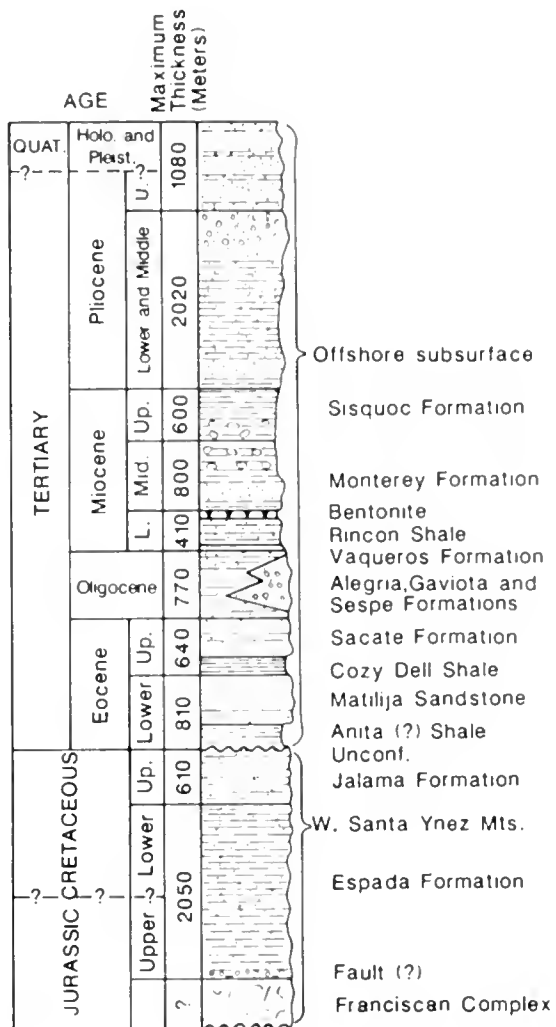 AGE
Maximum
Thickness
(Meters)
QUAT.
Holo. and
Pleist.
?
?
1080
U.
TERTIARY
Pliocene
Lower and Middle
2020
Offshore subsurface
Miocene
Up.
600
Sisquoc Formation
Mid.
800
Monterey Formation
Bentonite
L.
410
Rincon Shale
Vaqueros Formation
Oligocene
770
Alegria, Gaviota and
Sespe Formations
Eocene
Up.
640
Sacate Formation
Cozy Dell Shale
Lower
810
Matilija Sandstone
Anita (?) Shale
Unconf.
JURASSIC CRETACEOUS
Up.
610
Jalama Formation
W. Santa Ynez Mts.
Lower
2050
Espada Formation
?
?
?
Upper
Fault (?)
?
Franciscan Complex